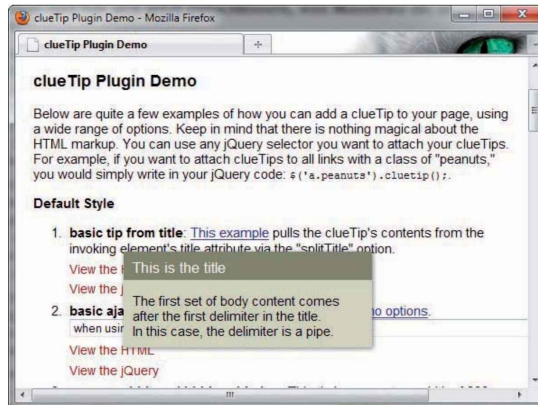 clueTip Plugin Demo - Mozilla Firefox
clueTip Plugin Demo
clueTip Plugin Demo
Below are quite a few examples of how you can add a clueTip to your page, using
a wide range of options. Keep in mind that there is nothing magical about the
HTML markup. You can use any jQuery selector you want to attach your clueTips.
For example, if you want to attach clueTips to all links with a class of "peanuts,"
you would simply write in your jQuery code: $('a.peanuts').cluetip();.
Default Style
1. basic tip from title: This example pulls the clueTip's contents from the
invoking element's title attribute via the "splitTitle" option.
View the
This is the title
View the
The first set of body content comes
after the first delimiter in the title.
In this case, the delimiter is a pipe.
2. basic aja
no options.
when usin
View the HTML
View the jQuery